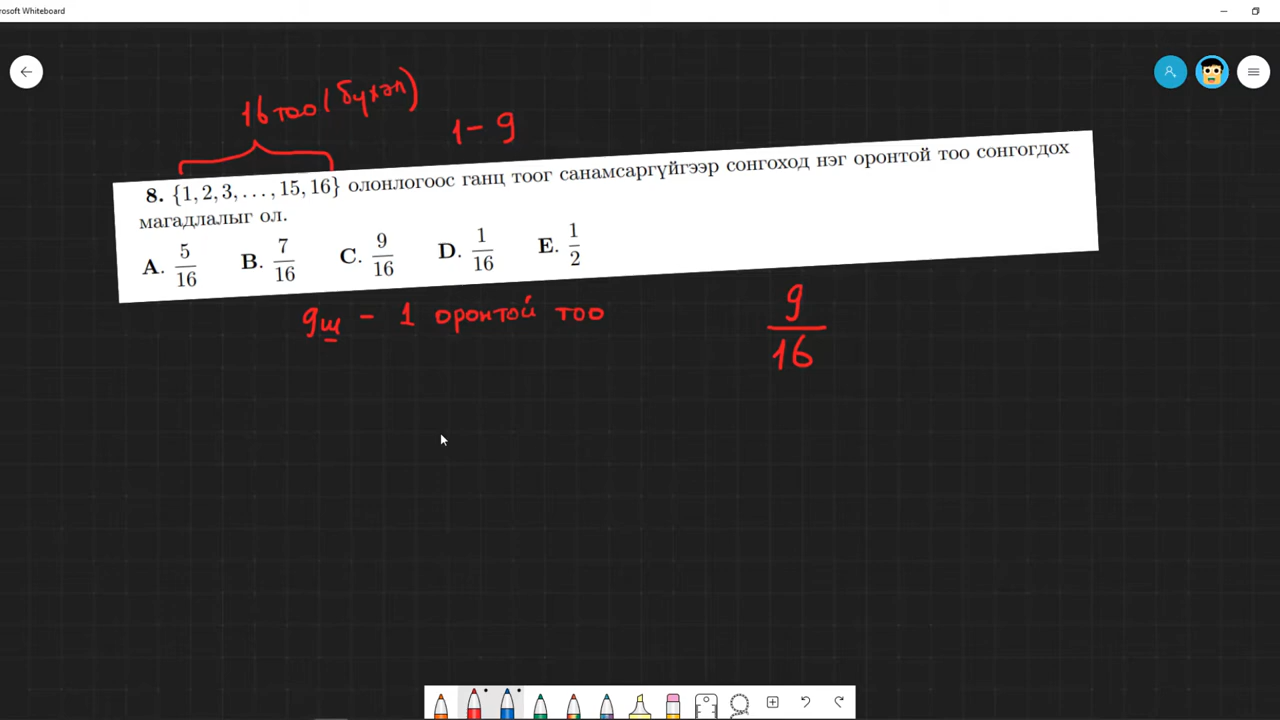 rosoft Whiteboard
16 тоо (бүхэл)
1 - 9
8. {1, 2, 3, ..., 15, 16} олонлогоос ганц тоог санамсаргүйгээр сонгоход нэг оронтой тоо сонгогдох
магадлалыг ол.
A. 5/16 B. 7/16 C. 9/16 D. 1/16 E. 1/2
9ш - 1 оронтой тоо
9/16